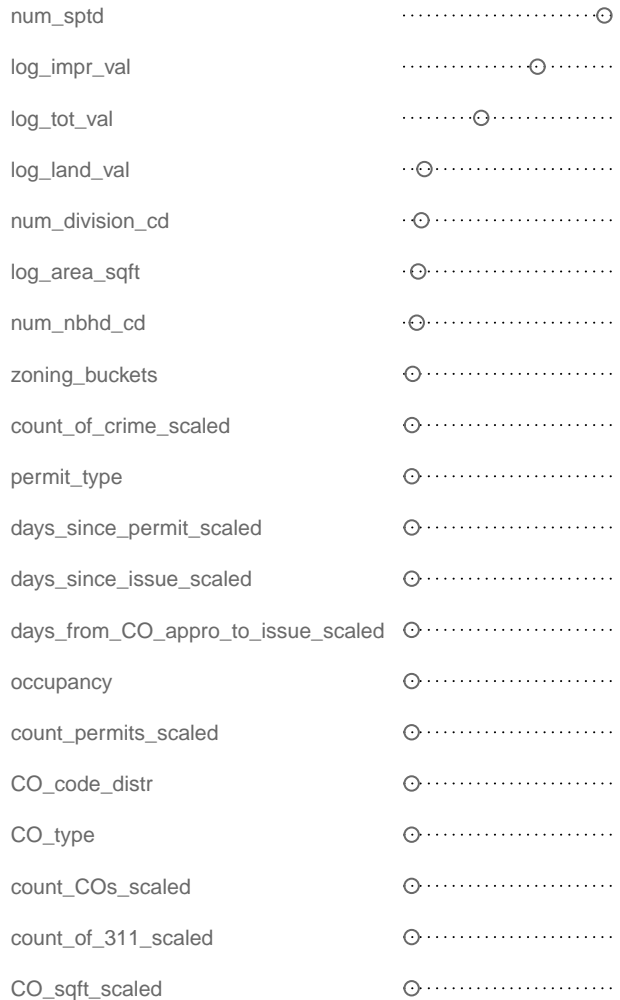 num_sptd
log_impr_val
log_tot_val
log_land_val
num_division_cd
log_area_sqft
num_nbhd_cd
zoning_buckets
count_of_crime_scaled
permit_type
days_since_permit_scaled
days_since_issue_scaled
days_from_CO_appro_to_issue_scaled
occupancy
count_permits_scaled
CO_code_distr
CO_type
count_COs_scaled
count_of_311_scaled
CO_sqft_scaled